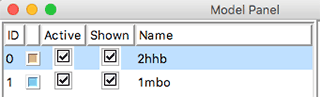 Model Panel
ID Active Shown Name
0 2hhb
1 1mbo